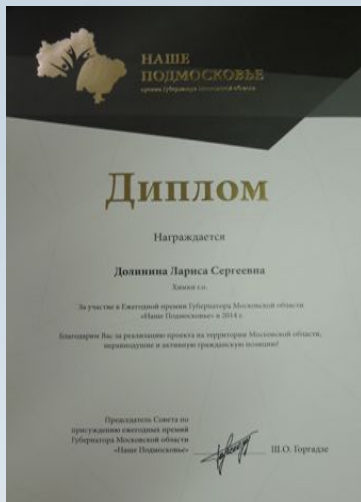 НАШЕ
ПОДМОСКОВЬЕ
премия Губернатора Московской области
Диплом
Награждается
Долинина Лариса Сергеевна
Химки г.о.
За участие в Ежегодной премии Губернатора Московской области
«Наше Подмосковье» в 2014 г.
Благодарим Вас за реализацию проекта на территории Московской области,
неравнодушие и активную гражданскую позицию!
Председатель Совета по
присуждению ежегодных премий
Губернатора Московской области
«Наше Подмосковье»
Ш.О. Горгадзе